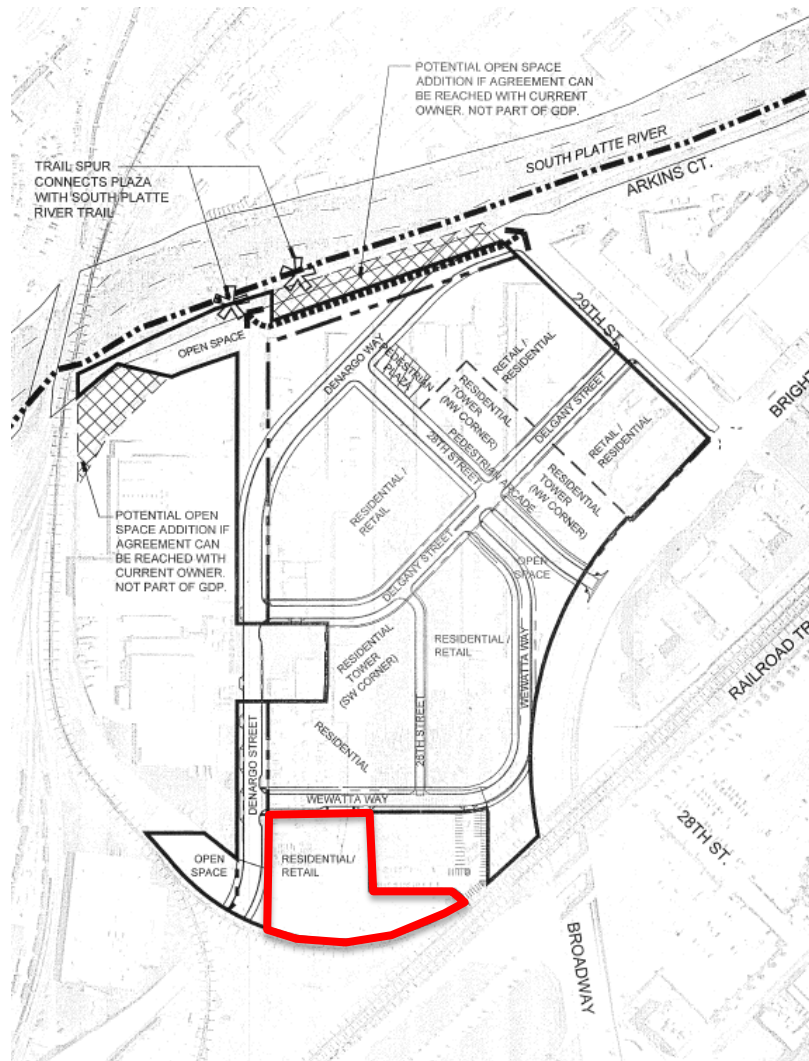 POTENTIAL OPEN SPACE
ADDITION IF AGREEMENT CAN
BE REACHED WITH CURRENT
OWNER. NOT PART OF GDP.
SOUTH PLATTE RIVER
ARKINS CT.
TRAIL SPUR
CONNECTS PLAZA
WITH SOUTH PLATTE
RIVER TRAIL
29TH ST.
OPEN SPACE
DENARGO WAY
PEDESTRIAN
PLAZA
RETAIL /
RESIDENTIAL
RESIDENTIAL
TOWER
(NW CORNER)
DELGANY STREET
BRIGHT
RETAIL /
RESIDENTIAL
28TH STREET
PEDESTRIAN ARCADE
RESIDENTIAL
TOWER
(NW CORNER)
RESIDENTIAL /
RETAIL
POTENTIAL OPEN
SPACE ADDITION IF
AGREEMENT CAN
BE REACHED WITH
CURRENT OWNER.
NOT PART OF GDP.
DELGANY STREET
OPEN
SPACE
RESIDENTIAL
TOWER
(SW CORNER)
RESIDENTIAL /
RETAIL
WEWATTA WAY
RAILROAD TR
RESIDENTIAL
26TH STREET
DENARGO STREET
WEWATTA WAY
28TH ST.
OPEN
SPACE
RESIDENTIAL/
RETAIL
BROADWAY